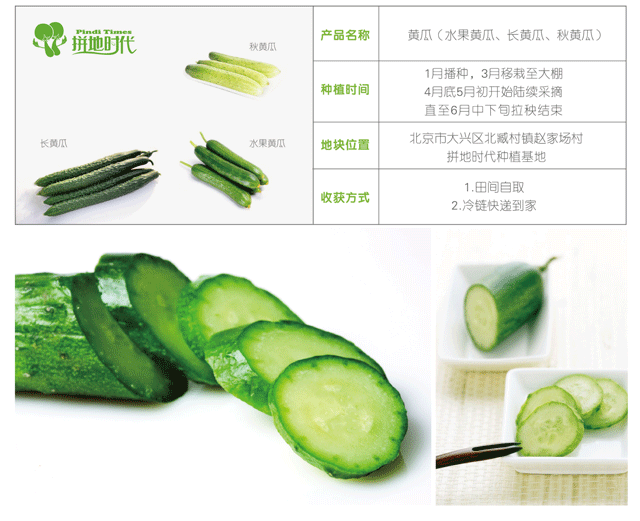 Pindi Times
拼地时代
秋黄瓜
长黄瓜
水果黄瓜
产品名称
黄瓜（水果黄瓜、长黄瓜、秋黄瓜）
种植时间
1月播种，3月移栽至大棚
4月底5月初开始陆续采摘
直至6月中下旬拉秧结束
地块位置
北京市大兴区北臧村镇赵家场村
拼地时代种植基地
收获方式
1.田间自取
2.冷链快递到家